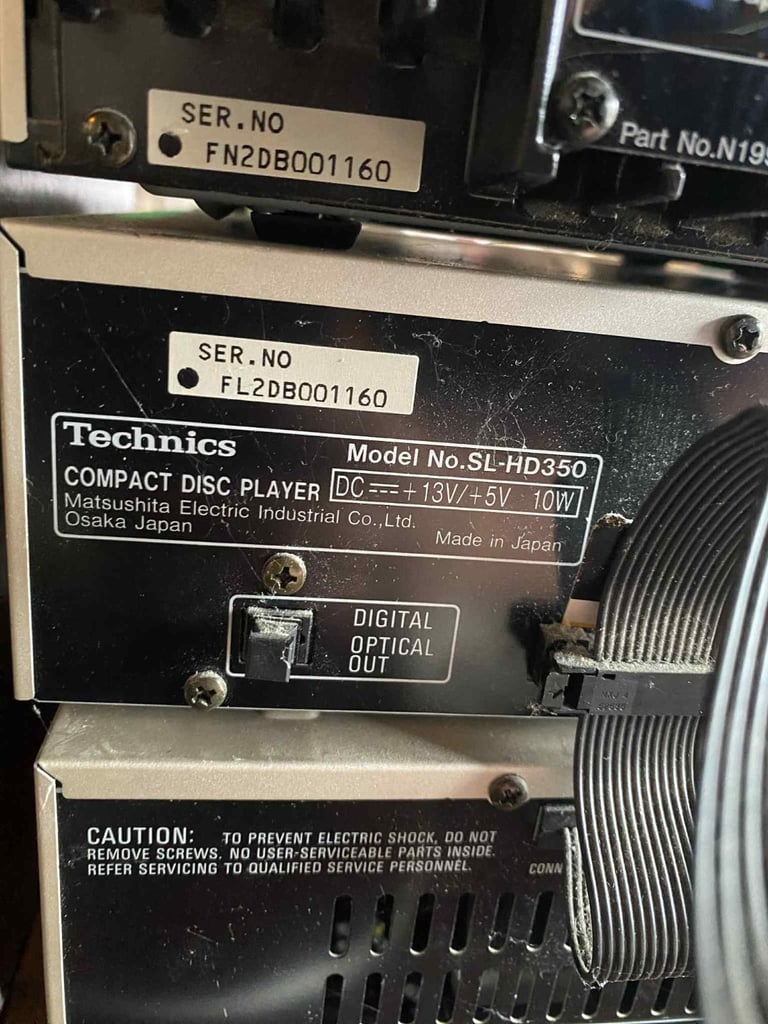 SER.NO
FN2DB001160
Part No.N19
SER.NO
FL2DB001160
Technics
Model No.SL-HD350
COMPACT DISC PLAYER DC⎓+13V/+5V 10W
Matsushita Electric Industrial Co.,Ltd.
Osaka Japan
Made in Japan
DIGITAL
OPTICAL
OUT
CAUTION: TO PREVENT ELECTRIC SHOCK, DO NOT
REMOVE SCREWS. NO USER-SERVICEABLE PARTS INSIDE.
REFER SERVICING TO QUALIFIED SERVICE PERSONNEL.
CONN